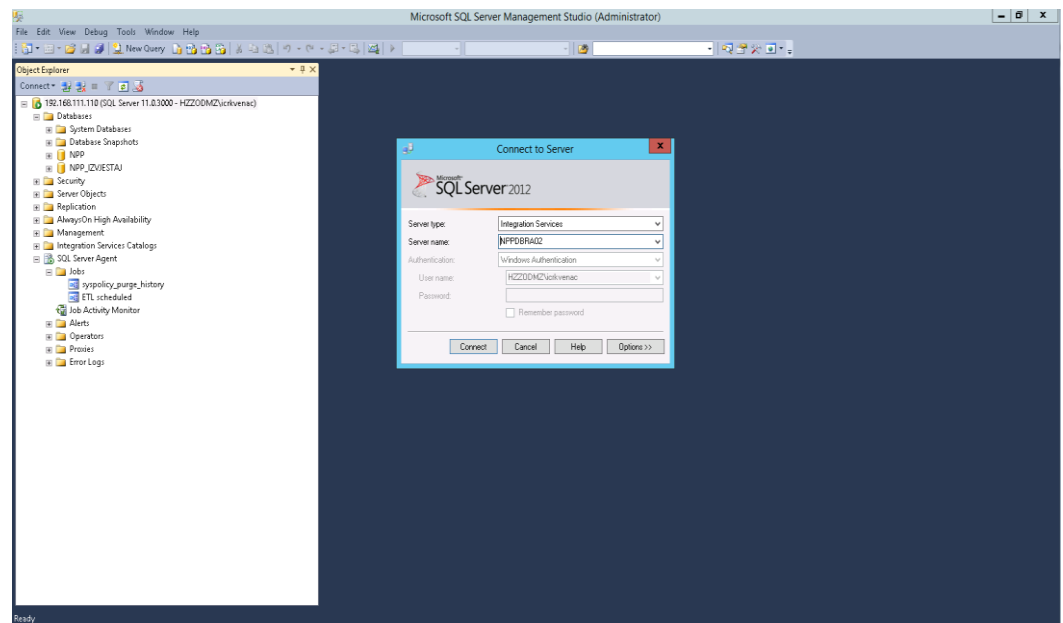 Microsoft SQL Server Management Studio (Administrator)
File Edit View Debug Tools Window Help
New Query
Object Explorer
Connect
192.168.111.110 (SQL Server 11.0.3000 - HZZODMZ\icrkvenac)
Databases
System Databases
Database Snapshots
NPP
NPP_IZVJESTAJ
Security
Server Objects
Replication
AlwaysOn High Availability
Management
Integration Services Catalogs
SQL Server Agent
Jobs
syspolicy_purge_history
ETL scheduled
Job Activity Monitor
Alerts
Operators
Proxies
Error Logs
Connect to Server
Microsoft
SQL Server 2012
Server type: Integration Services
Server name: NPPDBRA02
Authentication: Windows Authentication
User name: HZZODMZ\icrkvenac
Password:
Remember password
Connect Cancel Help Options >>
Ready